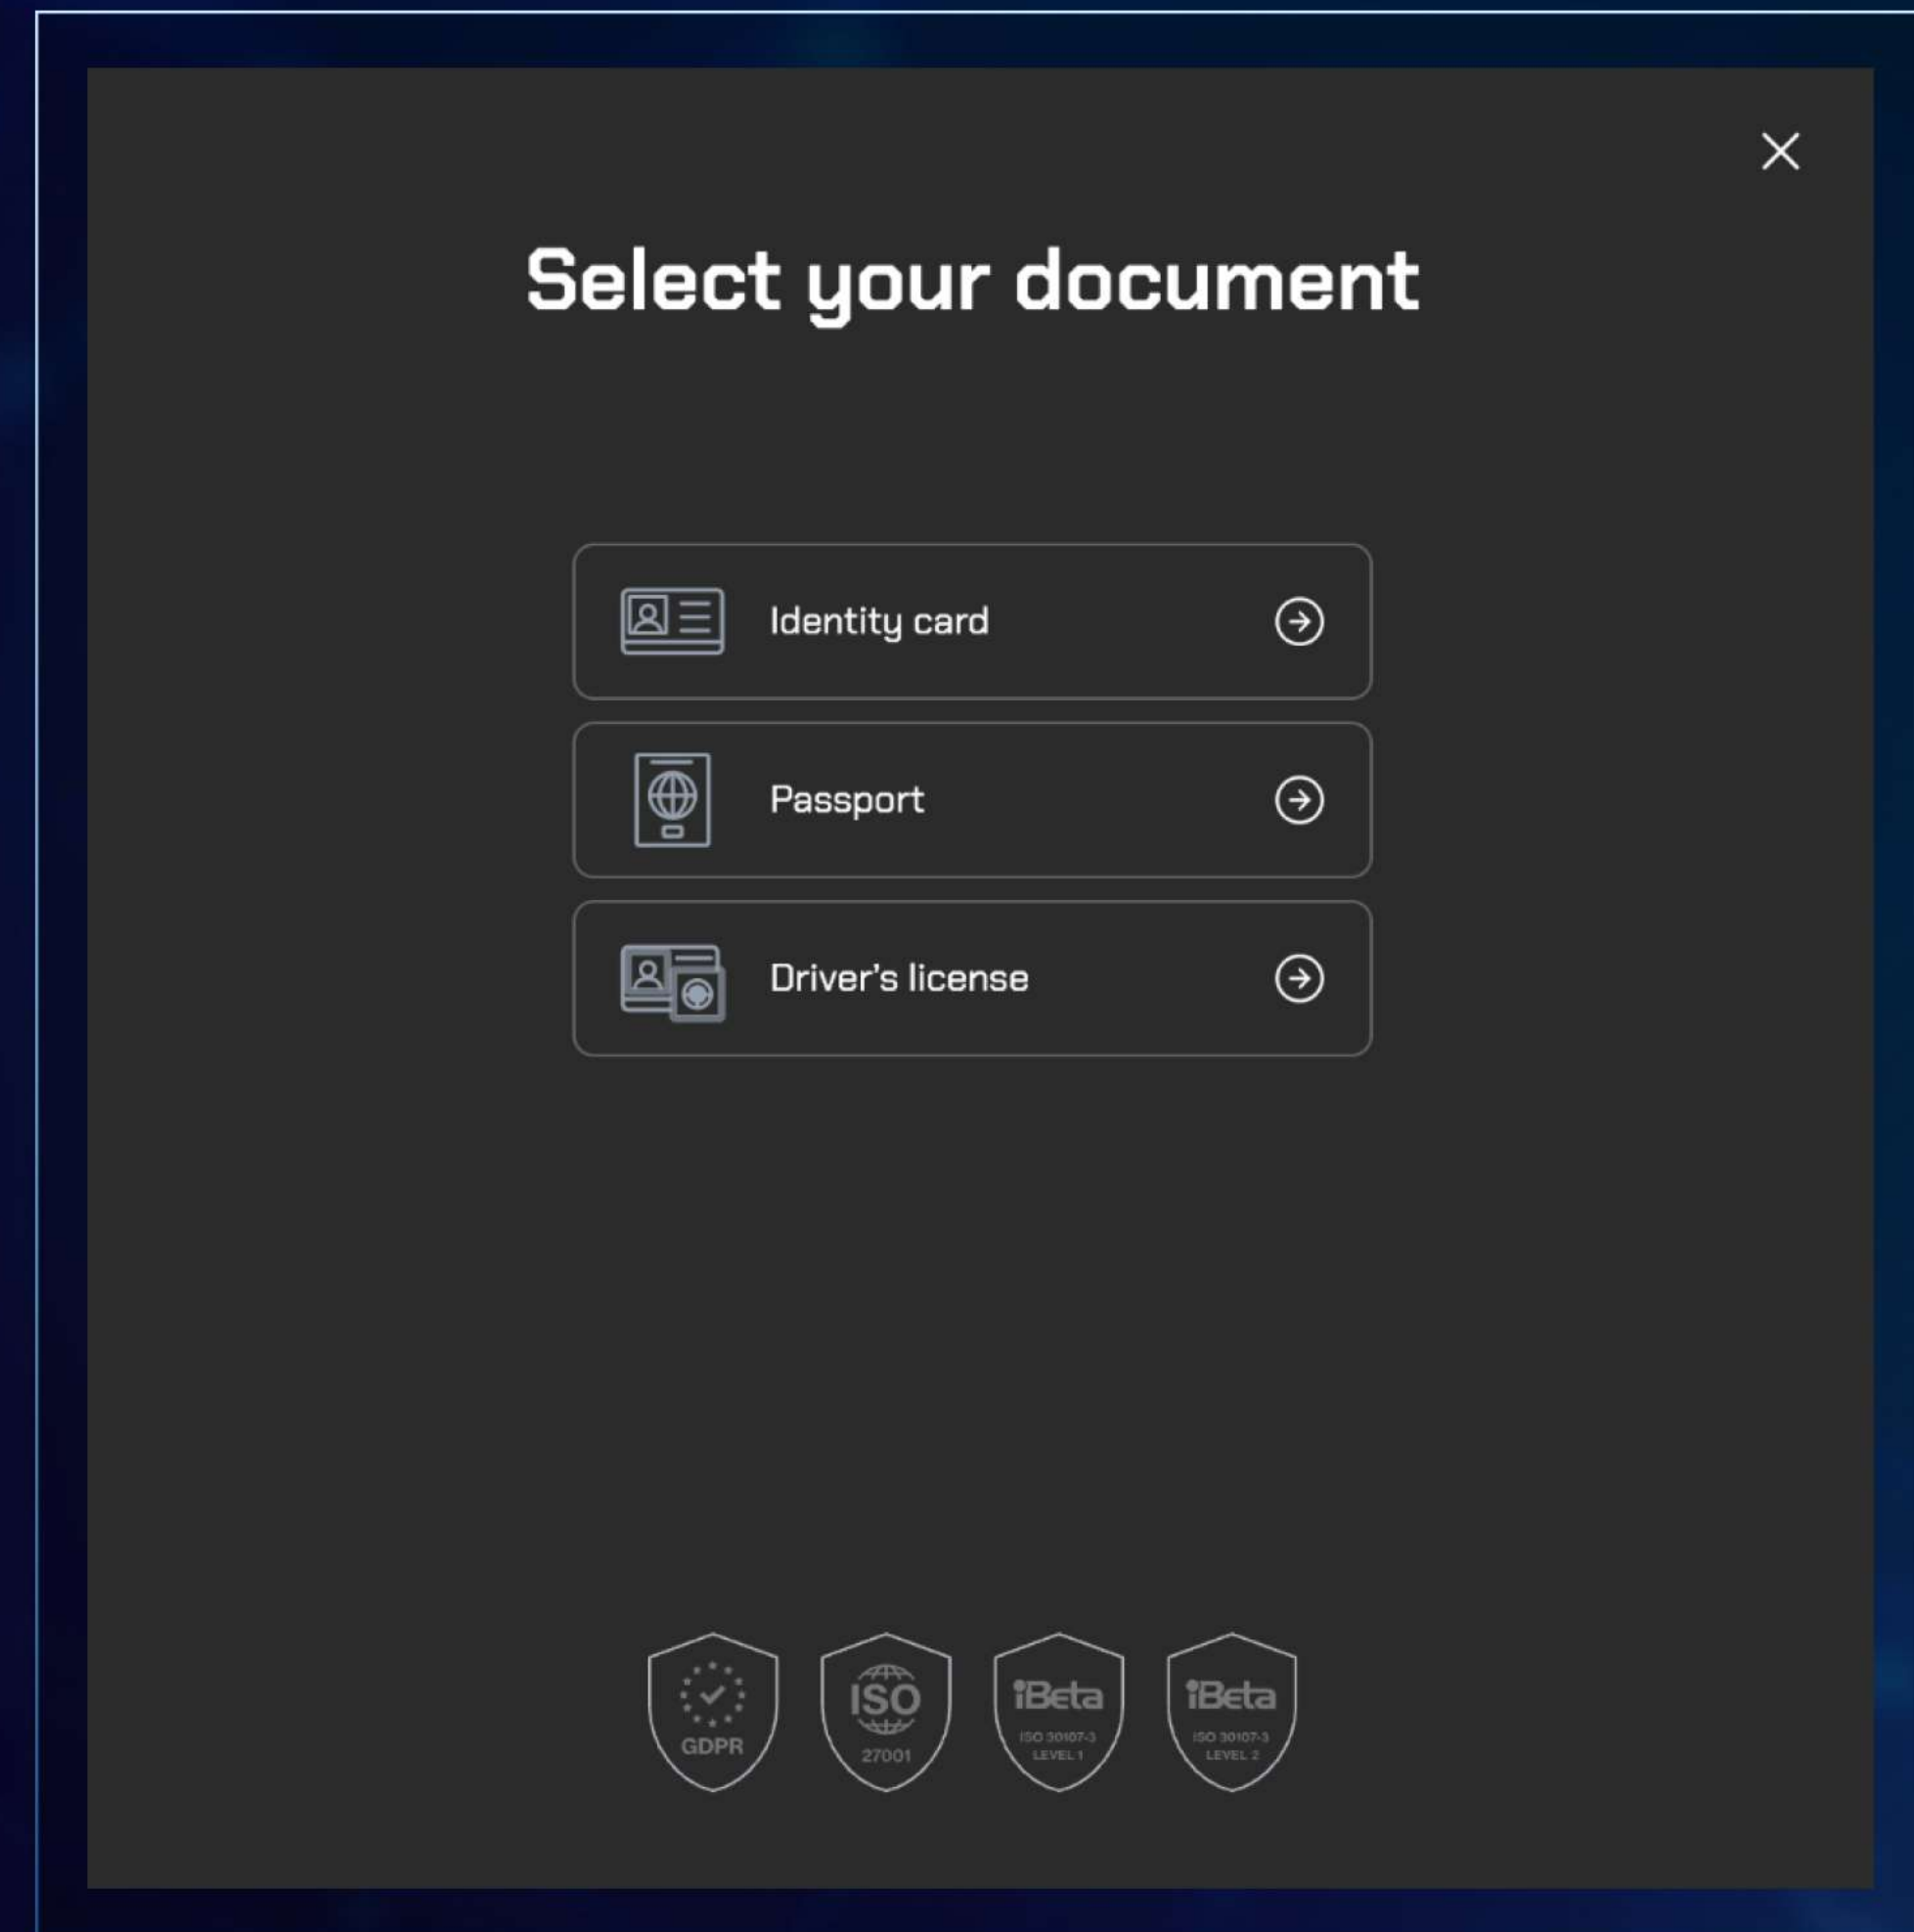 Select your document
Identity card
Passport
Driver's license
GDPR
ISO
27001
iBeta
ISO 30107-3
LEVEL 1
iBeta
ISO 30107-3
LEVEL 2